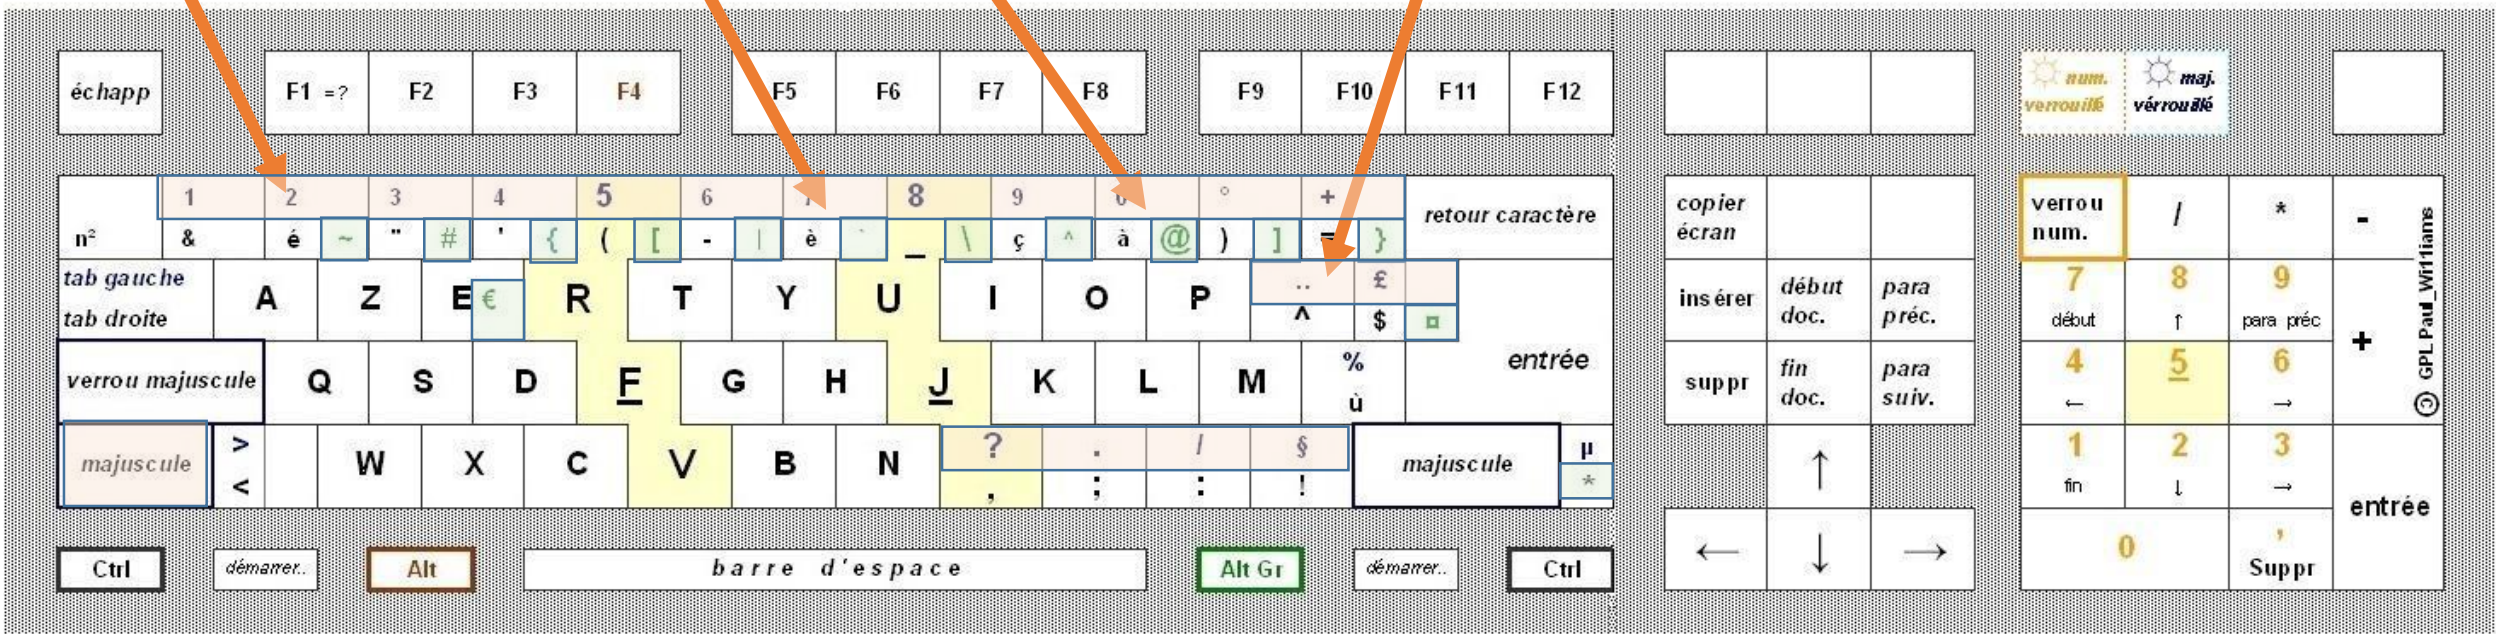 échapp F1 =? F2 F3 F4 F5 F6 F7 F8 F9 F10 F11 F12 num. verrouillé maj. vérrouillé
1 2 3 4 5 6 7 8 9 0 ° +
n² & é ~ " # ' { ( [ - | è ` _ \ ç ^ à @ ) ] = } retour caractère
copier écran verrou num. / * -
tab gauche
tab droite
A Z E € R T Y U I O P ¨ ^ £ $ ¤
insérer début doc. para préc. 7 début 8 ↑ 9 para préc +
verrou majuscule Q S D F G H J K L M % ù entrée
suppr fin doc. para suiv. 4 ← 5 6 →
majuscule > < W X C V B N ? , . ; / : § ! majuscule µ *
↑ 1 fin 2 ↓ 3 → entrée
Ctrl démarrer.. Alt barre d'espace Alt Gr démarrer.. Ctrl
← ↓ → 0 , Suppr
© GPL Paul_Williams